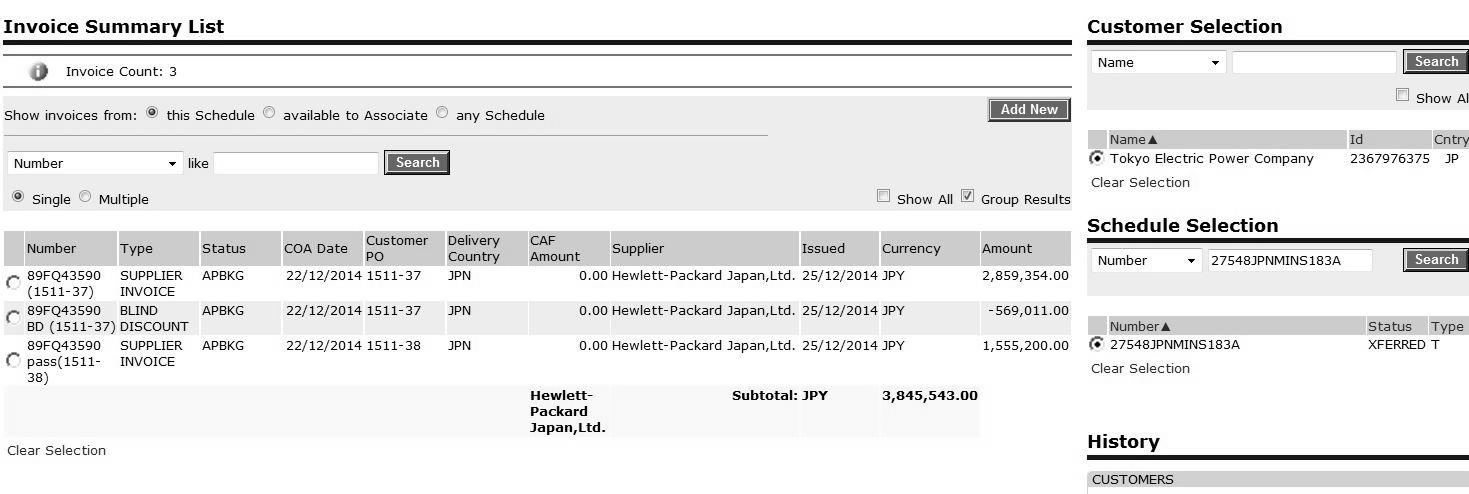 Invoice Summary List
Invoice Count: 3
Show invoices from: this Schedule available to Associate any Schedule
Add New
Number like Search
Single Multiple Show All Group Results
Number Type Status COA Date Customer PO Delivery Country CAF Amount Supplier Issued Currency Amount
89FQ43590 (1511-37) SUPPLIER INVOICE APBKG 22/12/2014 1511-37 JPN 0.00 Hewlett-Packard Japan,Ltd. 25/12/2014 JPY 2,859,354.00
89FQ43590 BD (1511-37) BLIND DISCOUNT APBKG 22/12/2014 1511-37 JPN 0.00 Hewlett-Packard Japan,Ltd. 25/12/2014 JPY -569,011.00
89FQ43590 pass(1511-38) SUPPLIER INVOICE APBKG 22/12/2014 1511-38 JPN 0.00 Hewlett-Packard Japan,Ltd. 25/12/2014 JPY 1,555,200.00
Hewlett-Packard Japan,Ltd. Subtotal: JPY 3,845,543.00
Clear Selection
Customer Selection
Name Search
Show Al
Name▲ Id Cntry
Tokyo Electric Power Company 2367976375 JP
Clear Selection
Schedule Selection
Number 27548JPNMINS183A Search
Number▲ Status Type
27548JPNMINS183A XFERRED T
Clear Selection
History
CUSTOMERS